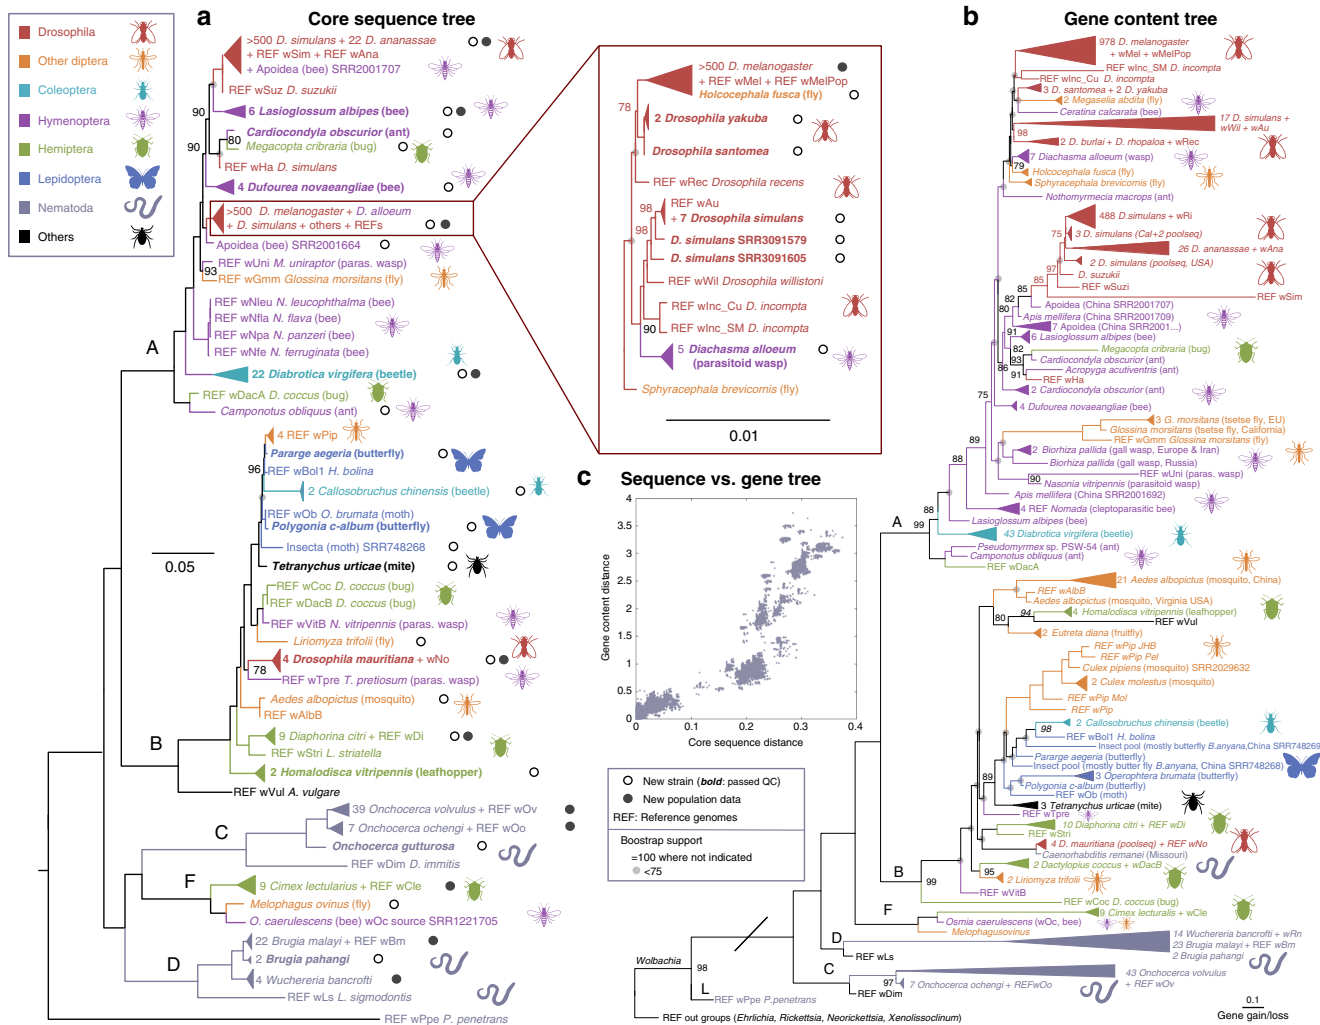 Drosophila
Other diptera
Coleoptera
Hymenoptera
Hemiptera
Lepidoptera
Nematoda
Others
a
Core sequence tree
>500 D. simulans + 22 D. ananassae
+ REF wSim + REF wAna
+ Apoidea (bee) SRR2001707
REF wSuz D. suzukii
90
6 Lasioglossum albipes (bee)
Cardiocondyla obscurior (ant)
80
Megacopta cribraria (bug)
90
REF wHa D. simulans
4 Dufourea novaeangliae (bee)
>500 D. melanogaster + D. alloeum
+ D. simulans + others + REFs
Apoidea (bee) SRR2001664
REF wUni M. uniraptor (paras. wasp)
93
REF wGmm Glossina morsitans (fly)
REF wNleu N. leucophthalma (bee)
REF wNfla N. flava (bee)
REF wNpa N. panzeri (bee)
REF wNfe N. ferruginata (bee)
A
22 Diabrotica virgifera (beetle)
REF wDacA D. coccus (bug)
Camponotus obliquus (ant)
4 REF wPip
Pararge aegeria (butterfly)
96
REF wBol1 H. bolina
2 Callosobruchus chinensis (beetle)
REF wOb O. brumata (moth)
Polygonia c-album (butterfly)
Insecta (moth) SRR748268
0.05
Tetranychus urticae (mite)
REF wCoc D. coccus (bug)
REF wDacB D. coccus (bug)
REF wVitB N. vitripennis (paras. wasp)
Liriomyza trifolii (fly)
4 Drosophila mauritiana + wNo
78
REF wTpre T. pretiosum (paras. wasp)
Aedes albopictus (mosquito)
REF wAlbB
9 Diaphorina citri + REF wDi
B
REF wStri L. striatella
2 Homalodisca vitripennis (leafhopper)
REF wVul A. vulgare
39 Onchocerca volvulus + REF wOv
7 Onchocerca ochengi + REF wOo
C
Onchocerca gutturosa
REF wDim D. immitis
F
9 Cimex lectularius + REF wCle
Melophagus ovinus (fly)
O. caerulescens (bee) wOc source SRR1221705
22 Brugia malayi + REF wBm
2 Brugia pahangi
D
4 Wuchereria bancrofti
REF wLs L. sigmodontis
REF wPpe P. penetrans
>500 D. melanogaster
+ REF wMel + REF wMelPop
Holcocephala fusca (fly)
78
2 Drosophila yakuba
Drosophila santomea
REF wRec Drosophila recens
REF wAu
98
+ 7 Drosophila simulans
98
D. simulans SRR3091579
D. simulans SRR3091605
REF wWil Drosophila willistoni
REF wInc_Cu D. incompta
90
REF wInc_SM D. incompta
5 Diachasma alloeum
(parasitoid wasp)
Sphyracephala brevicornis (fly)
0.01
c
Sequence vs. gene tree
Gene content distance
4
3.5
3
2.5
2
1.5
1
0.5
0
0
0.1
0.2
0.3
0.4
Core sequence distance
New strain (bold: passed QC)
New population data
REF: Reference genomes
Boostrap support
=100 where not indicated
<75
b
Gene content tree
978 D. melanogaster
+ wMel + wMelPop
REF wInc_SM D. incompta
REF wInc_Cu D. incompta
3 D. santomea + 2 D. yakuba
2 Megaselia abdita (fly)
Ceratina calcarata (bee)
17 D. simulans +
wWil + wAu
98
2 D. burlai + D. rhopaloa + wRec
7 Diachasma alloeum (wasp)
79
Holcocephala fusca (fly)
Sphyracephala brevicornis (fly)
Nothomyrmecia macrops (ant)
488 D.simulans + wRi
75
3 D. simulans (Cal+2 poolseq)
26 D. ananassae + wAna
2 D. simulans (poolseq, USA)
97
D. suzukii
85
REF wSuzi
85
REF wSim
82
80
Apoidea (China SRR2001707)
Apis mellifera (China SRR2001709)
7 Apoidea (China SRR2001...)
91
6 Lasioglossum albipes (bee)
82
Megacopta cribraria (bug)
93
Cardiocondyla obscurior (ant)
86
Acropyga acutiventris (ant)
91
REF wHa
2 Cardiocondyla obscurior (ant)
75
4 Dufourea novaeangliae (bee)
3 G. morsitans (tsetse fly, EU)
Glossina morsitans (tsetse fly, California)
REF wGmm Glossina morsitans (fly)
89
2 Biorhiza pallida (gall wasp, Europe & Iran)
Biorhiza pallida (gall wasp, Russia)
88
REF wUni (paras. wasp)
90
Nasonia vitripennis (parasitoid wasp)
Apis mellifera (China SRR2001692)
88
4 REF Nomada (cleptoparasitic bee)
Lasioglossum albipes (bee)
A
99
43 Diabrotica virgifera (beetle)
Pseudomyrmex sp. PSW-54 (ant)
Camponotus obliquus (ant)
REF wDacA
21 Aedes albopictus (mosquito, China)
REF wAlbB
Aedes albopictus (mosquito, Virginia USA)
94
4 Homalodisca vitripennis (leafhopper)
80
REF wVul
2 Eutreta diana (fruitfly)
REF wPip JHB
REF wPip Pel
Culex pipiens (mosquito) SRR2029632
2 Culex molestus (mosquito)
REF wPip Mol
REF wPip
2 Callosobruchus chinensis (beetle)
98
REF wBol1 H. bolina
Insect pool (mostly butterfly B.anyana,China SRR748269)
Pararge aegeria (butterfly)
Insect pool (mostly butter fly B.anyana, China SRR748268)
89
3 Operophtera brumata (butterfly)
Polygonia c-album (butterfly)
REF wOb (moth)
3 Tetranychus urticae (mite)
REF wTpre
10 Diaphorina citri + REF wDi
REF wStri
4 D. mauritiana (poolseq) + REF wNo
Caenorhabditis remanei (Missouri)
2 Dactylopius coccus + wDacB
95
2 Liriomyza trifolii
B
99
REF wVitB
REF wCoc D. coccus (bug)
F
9 Cimex lecturalis + wCle
Osmia caerulescens (wOc, bee)
Melophagusovinus
D
14 Wuchereria bancrofti + wRn
23 Brugia malayi + REF wBm
2 Brugia pahangi
REF wLs
Wolbachia
98
C
43 Onchocerca volvulus
+ REF wOv
97
7 Onchocerca ochengi + REFwOo
REF wDim
L
REF wPpe P.penetrans
REF out groups (Ehrlichia, Rickettsia, Neorickettsia, Xenolissoclinum)
0.1
Gene gain/loss